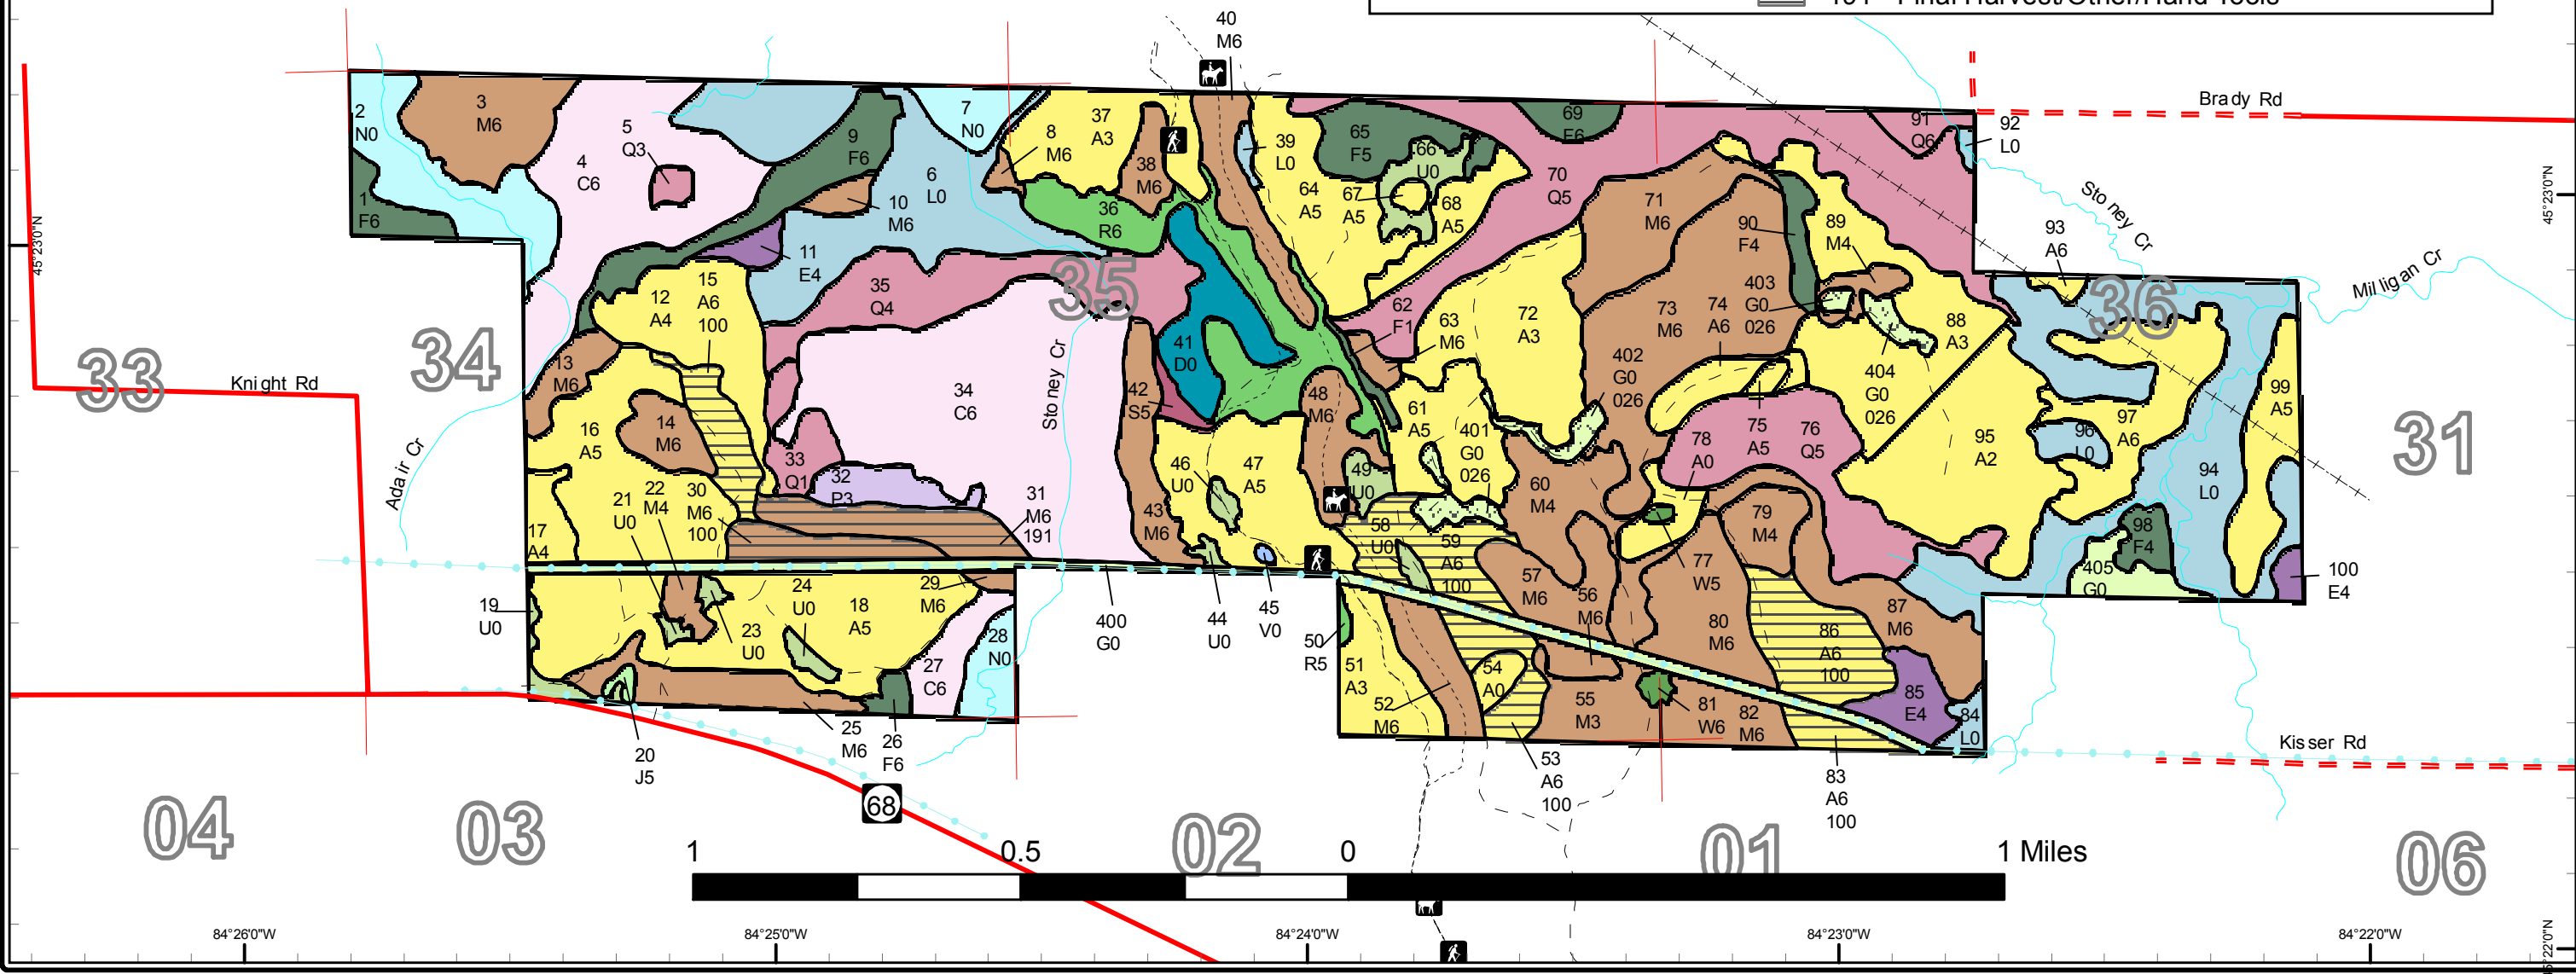 191 - Final Harvest/Other/Hand Tools
40
M6
Brady Rd
2
N0
3
M6
5
Q3
4
C6
1
F6
9
F6
7
N0
6
L0
10
M6
11
E4
8
M6
37
A3
38
M6
36
R6
39
L0
64
A5
65
F5
66
U0
67
A5
68
A5
69
F6
70
Q5
91
Q6
92
L0
Stoney Cr
Milligan Cr
93
A6
71
M6
90
F4
89
M4
403
G0
026
73
M6
74
A6
72
A3
62
F1
63
M6
88
A3
404
G0
026
402
G0
026
36
35
34
33
31
Knight Rd
Adair Cr
Stoney Cr
12
A4
15
A6
100
13
M6
14
M6
16
A5
17
A4
35
Q4
34
C6
33
Q1
32
P3
31
M6
191
21
U0
22
M4
30
M6
100
41
D0
42
S5
43
M6
46
U0
47
A5
48
M6
49
U0
61
A5
401
G0
026
60
M4
58
U0
59
A6
100
57
M6
56
M6
78
A0
75
A5
76
Q5
79
M4
77
W5
80
M6
95
A2
96
L0
97
A6
94
L0
99
A5
98
F4
405
G0
100
E4
87
M6
86
A6
100
85
E4
84
L0
19
U0
24
U0
18
A5
23
U0
29
M6
28
N0
27
C6
25
M6
26
F6
20
J5
400
G0
44
U0
45
V0
50
R5
51
A3
52
M6
54
A0
53
A6
100
55
M3
81
W6
82
M6
83
A6
100
Kisser Rd
68
04
03
02
01
06
1
0.5
0
1 Miles
84°26'0"W
84°25'0"W
84°24'0"W
84°23'0"W
84°22'0"W
45°23'0"N
45°23'0"N